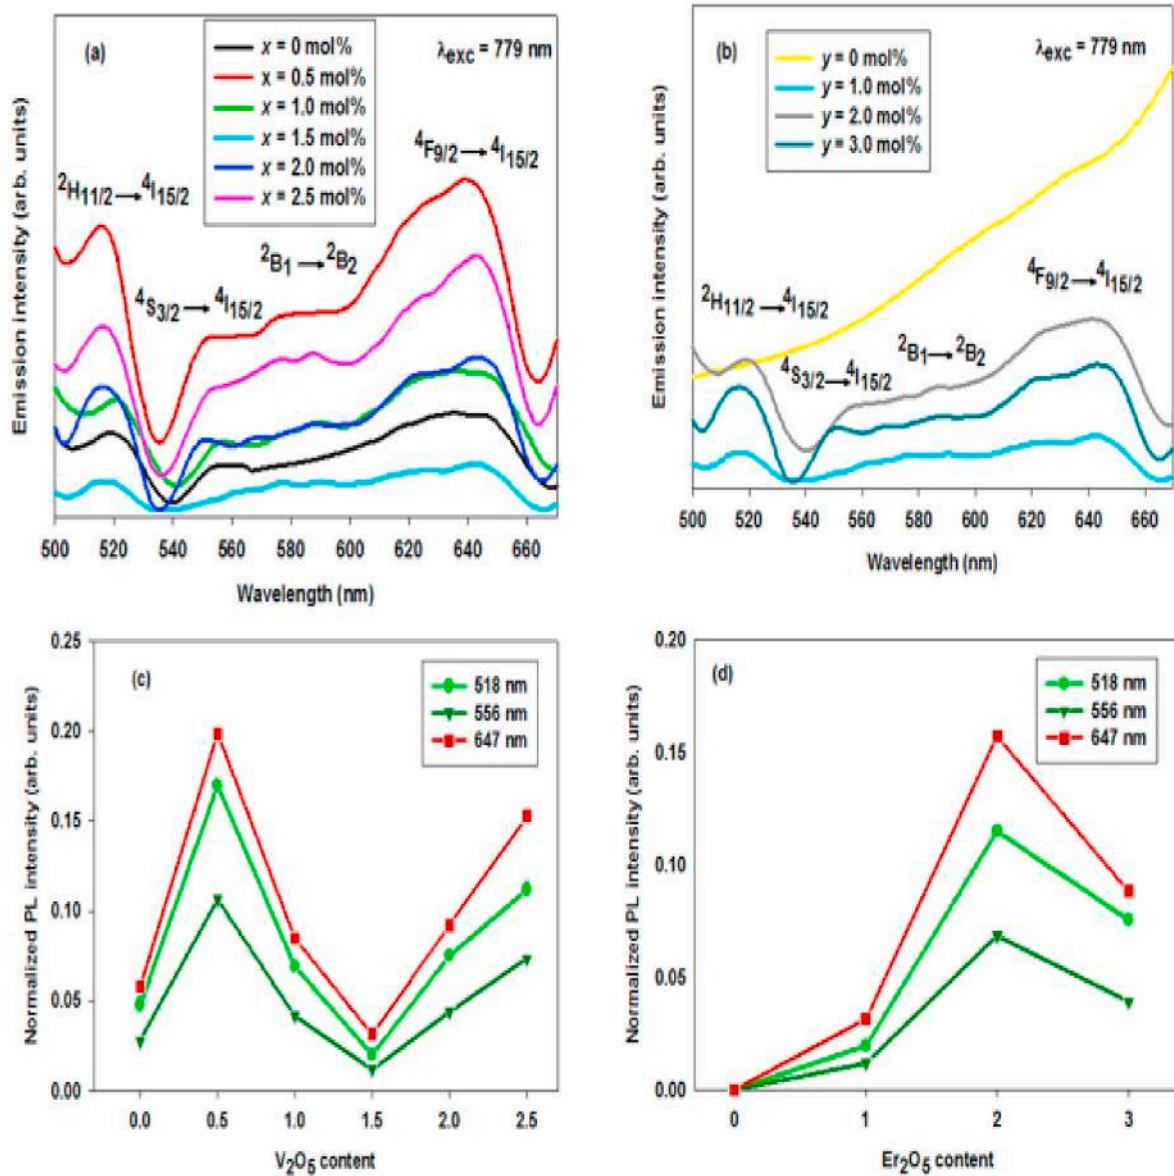 (a)
x = 0 mol%
x = 0.5 mol%
x = 1.0 mol%
x = 1.5 mol%
x = 2.0 mol%
x = 2.5 mol%
λexc = 779 nm
²H11/2→⁴I15/2
⁴S3/2→⁴I15/2
²B1→²B2
⁴F9/2→⁴I15/2
Emission intensity (arb. units)
500 520 540 560 580 600 620 640 660
Wavelength (nm)
(b)
y = 0 mol%
y = 1.0 mol%
y = 2.0 mol%
y = 3.0 mol%
λexc = 779 nm
²H11/2→⁴I15/2
⁴S3/2→⁴I15/2
²B1→²B2
⁴F9/2→⁴I15/2
Emission intensity (arb. units)
500 520 540 560 580 600 620 640 660
Wavelength (nm)
(c)
518 nm
556 nm
647 nm
Normalized PL intensity (arb. units)
0.25
0.20
0.15
0.10
0.05
0.00
0.0 0.5 1.0 1.5 2.0 2.5
V₂O₅ content
(d)
518 nm
556 nm
647 nm
Normalized PL intensity (arb. units)
0.20
0.15
0.10
0.05
0.00
0 1 2 3
Er₂O₅ content